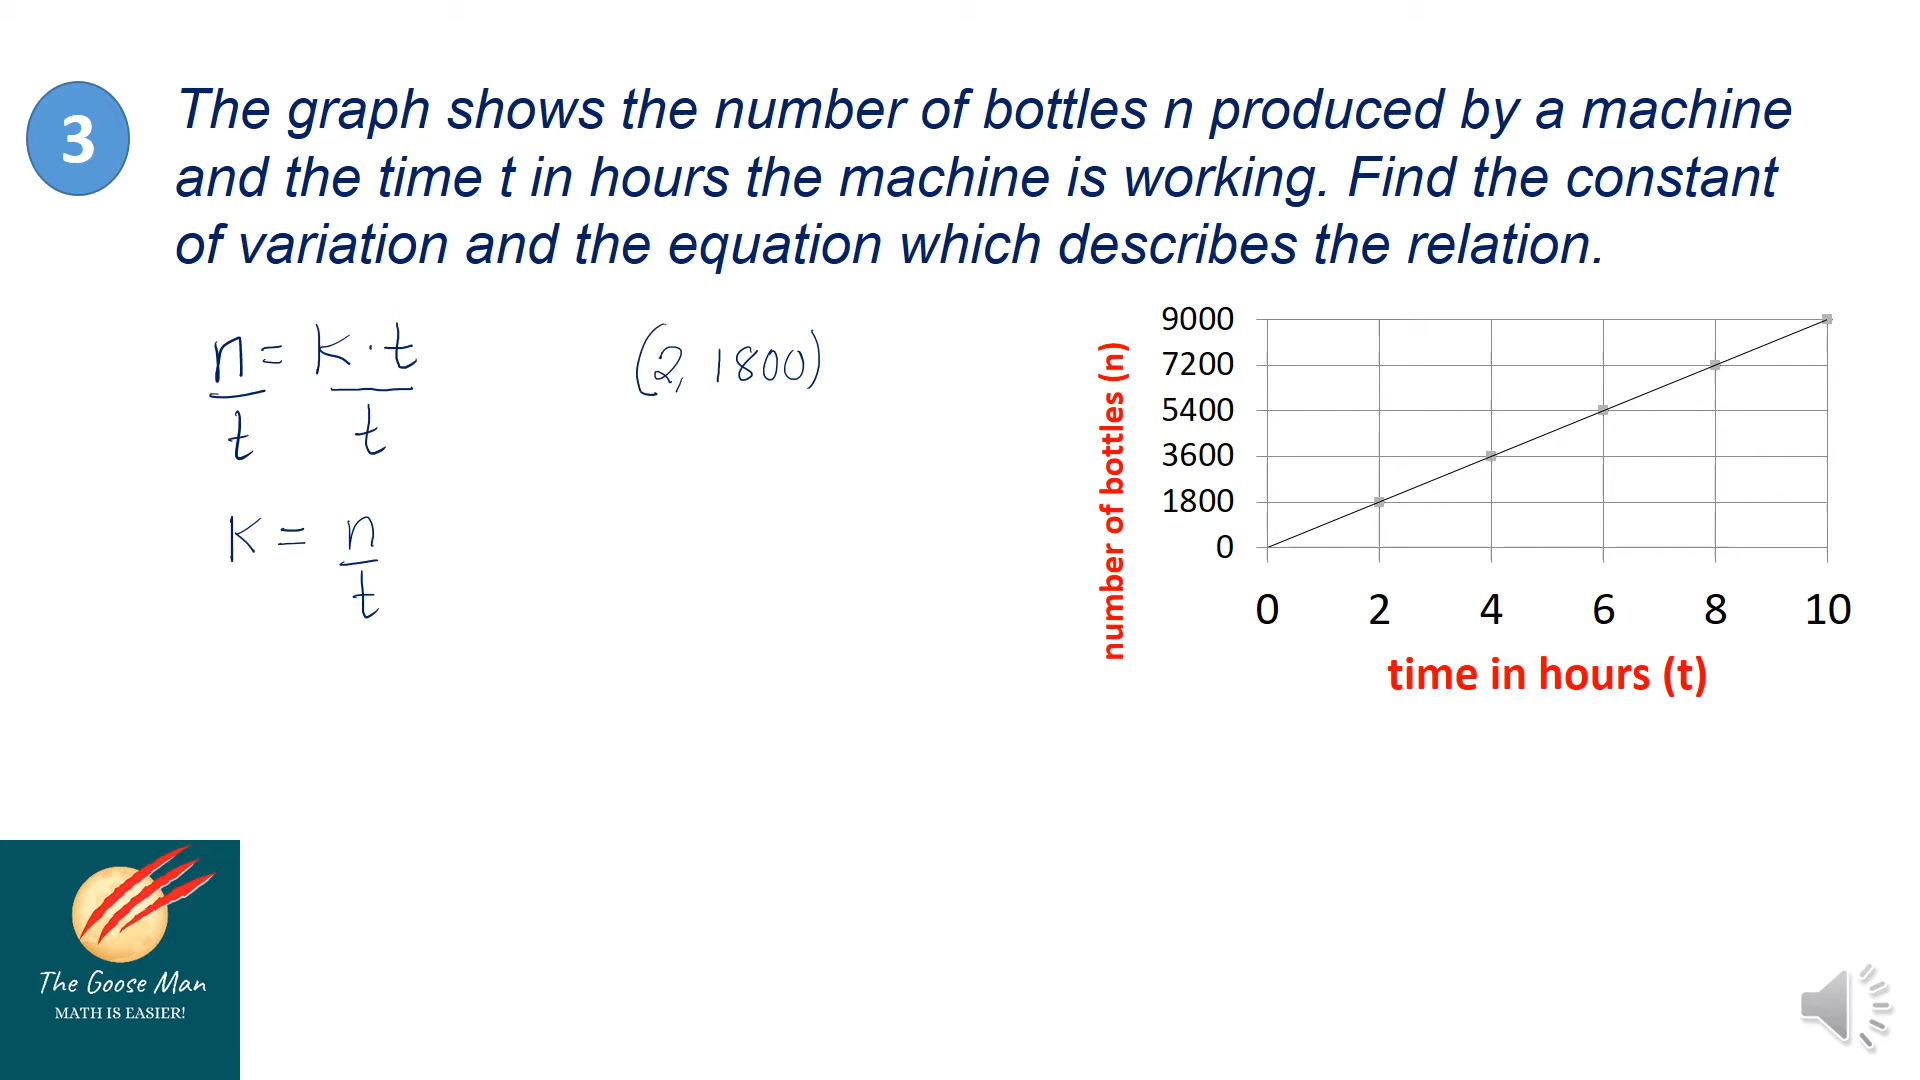 3
The graph shows the number of bottles n produced by a machine
and the time t in hours the machine is working. Find the constant
of variation and the equation which describes the relation.
n = k · t
t t
(2, 1800)
k = n
t
number of bottles (n)
9000
7200
5400
3600
1800
0
0 2 4 6 8 10
time in hours (t)
The Goose Man
MATH IS EASIER!